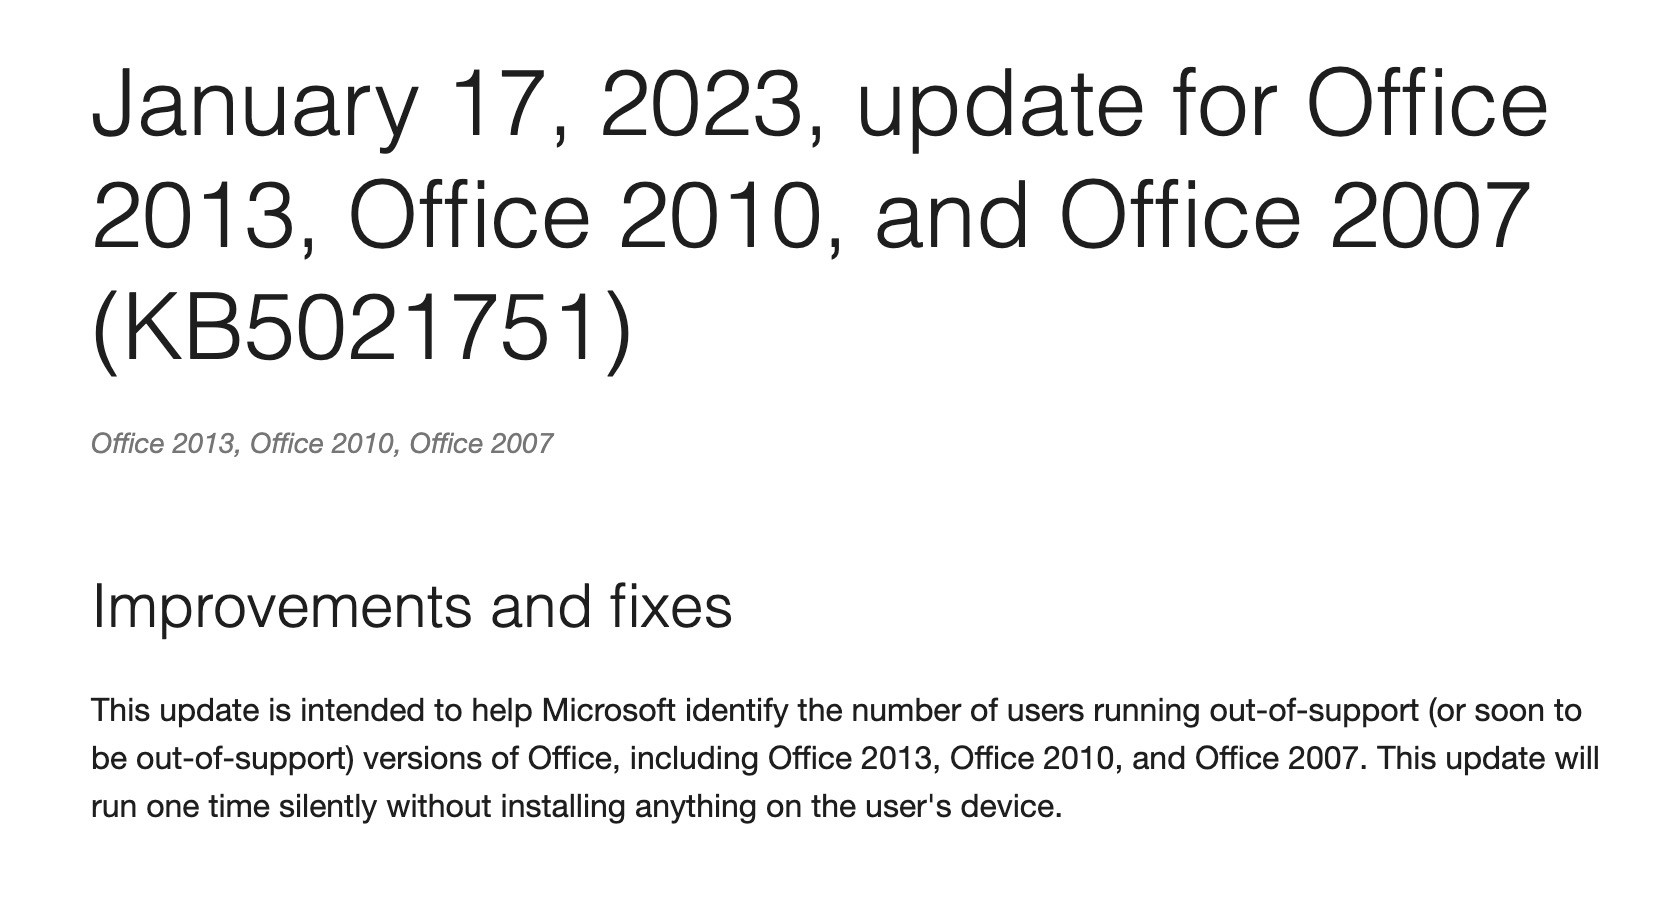 January 17, 2023, update for Office
2013, Office 2010, and Office 2007
(KB5021751)
Office 2013, Office 2010, Office 2007
Improvements and fixes
This update is intended to help Microsoft identify the number of users running out-of-support (or soon to
be out-of-support) versions of Office, including Office 2013, Office 2010, and Office 2007. This update will
run one time silently without installing anything on the user's device.